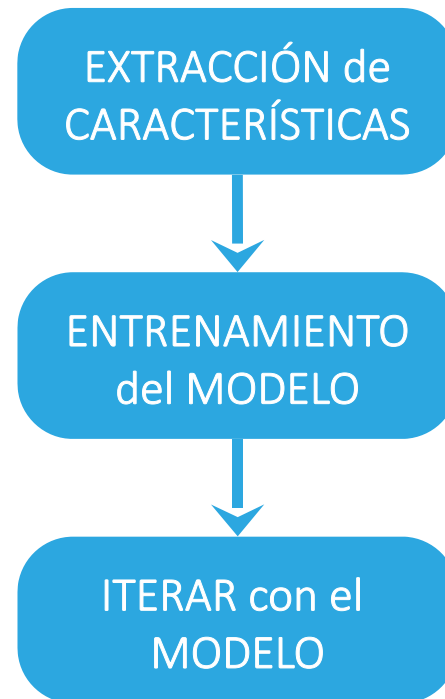 EXTRACCIÓN de
CARACTERÍSTICAS
ENTRENAMIENTO
del MODELO
ITERAR con el
MODELO